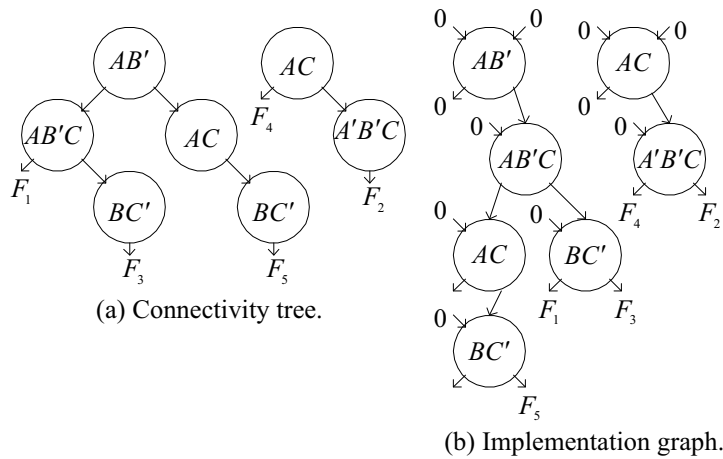 AB′
AC
F₄
AB′C
AC
A′B′C
F₁
F₂
BC′
BC′
F₃
F₅
(a) Connectivity tree.
0
0
AB′
0
0
0
AC
0
0
AB′C
0
A′B′C
F₄
F₂
0
AC
0
BC′
F₁
F₃
0
BC′
F₅
(b) Implementation graph.